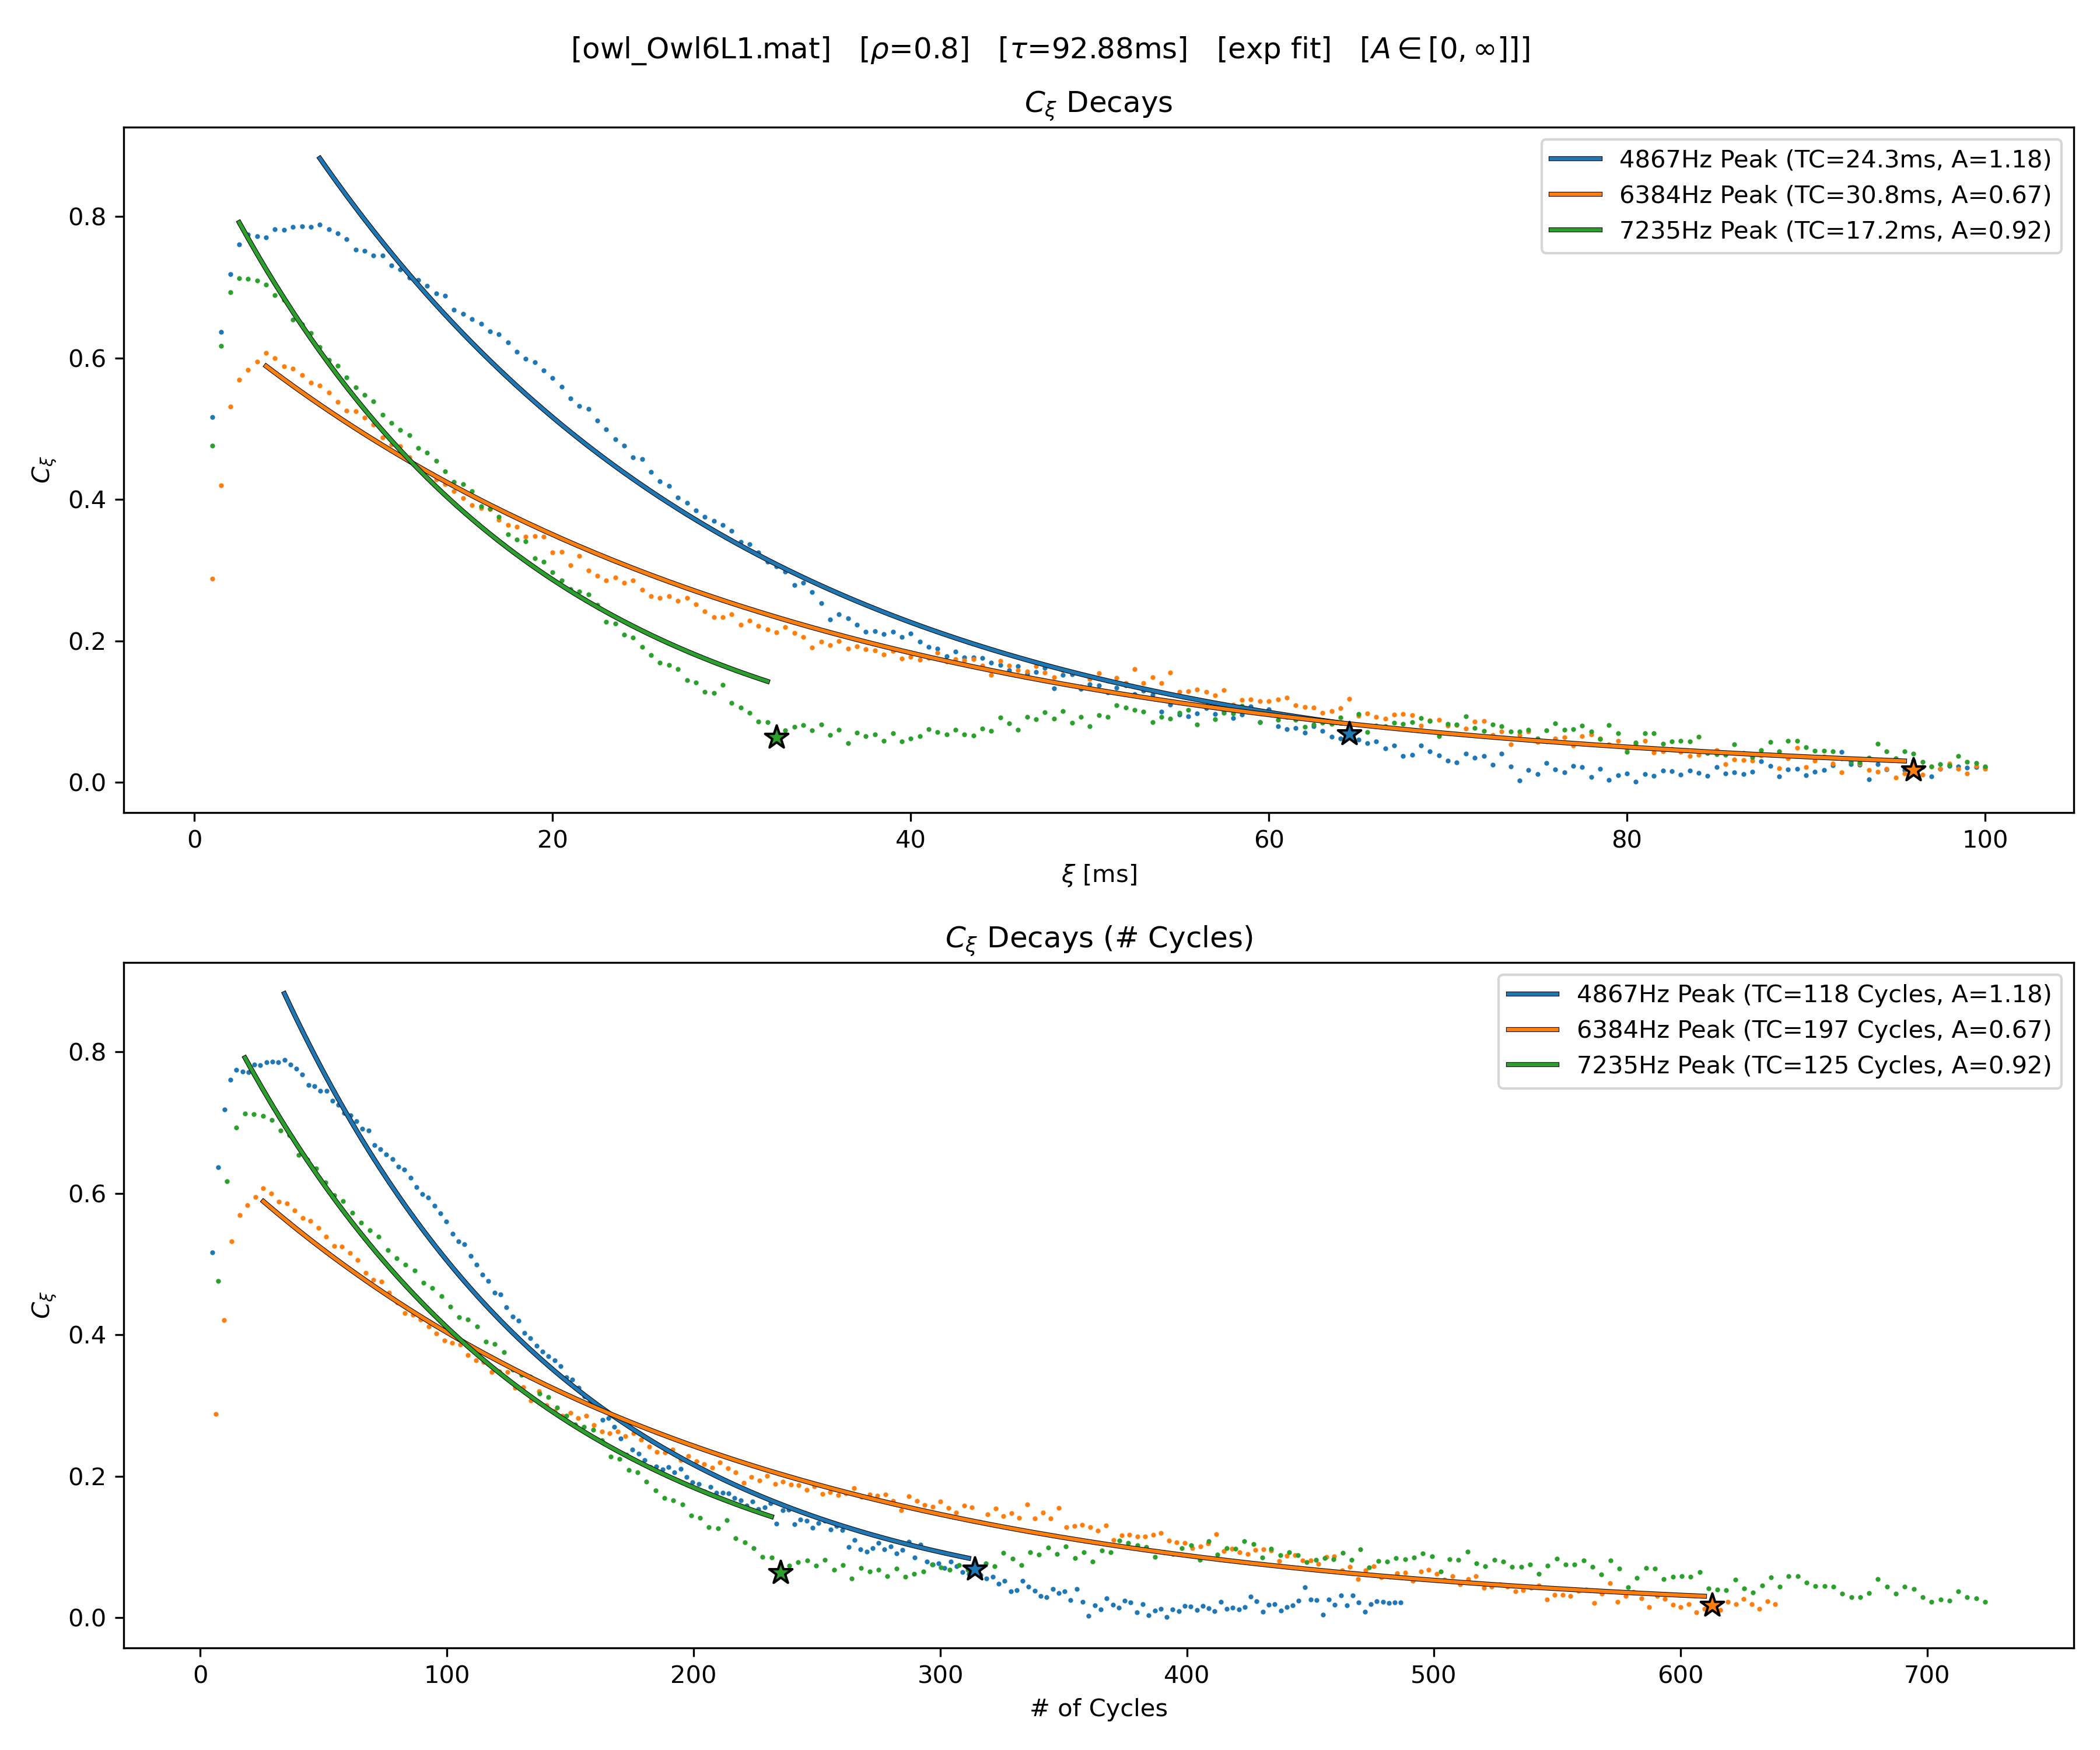 [owl_Owl6L1.mat] [ρ=0.8] [τ=92.88ms] [exp fit] [A ∈ [0, ∞]]]
C_ξ Decays
4867Hz Peak (TC=24.3ms, A=1.18)
6384Hz Peak (TC=30.8ms, A=0.67)
7235Hz Peak (TC=17.2ms, A=0.92)
0.8
0.6
0.4
0.2
0.0
C_ξ
0 20 40 60 80 100
ξ [ms]
C_ξ Decays (# Cycles)
4867Hz Peak (TC=118 Cycles, A=1.18)
6384Hz Peak (TC=197 Cycles, A=0.67)
7235Hz Peak (TC=125 Cycles, A=0.92)
0.8
0.6
0.4
0.2
0.0
C_ξ
0 100 200 300 400 500 600 700
# of Cycles